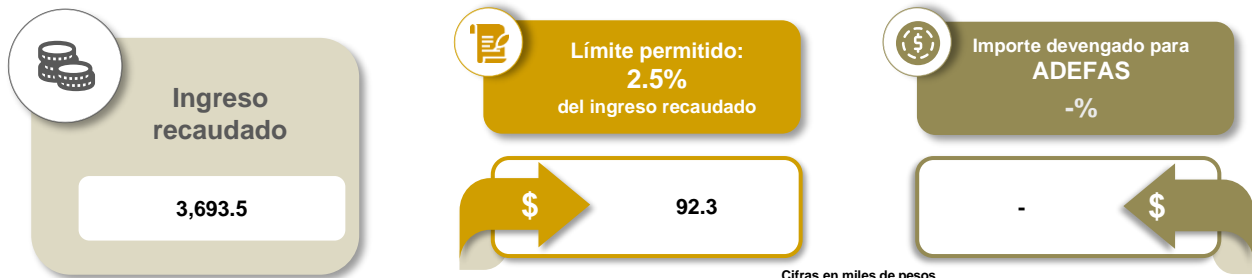 Ingreso
recaudado
3,693.5
Límite permitido:
2.5%
del ingreso recaudado
$
92.3
Importe devengado para
ADEFAS
-%
-
$
Cifras en miles de pesos